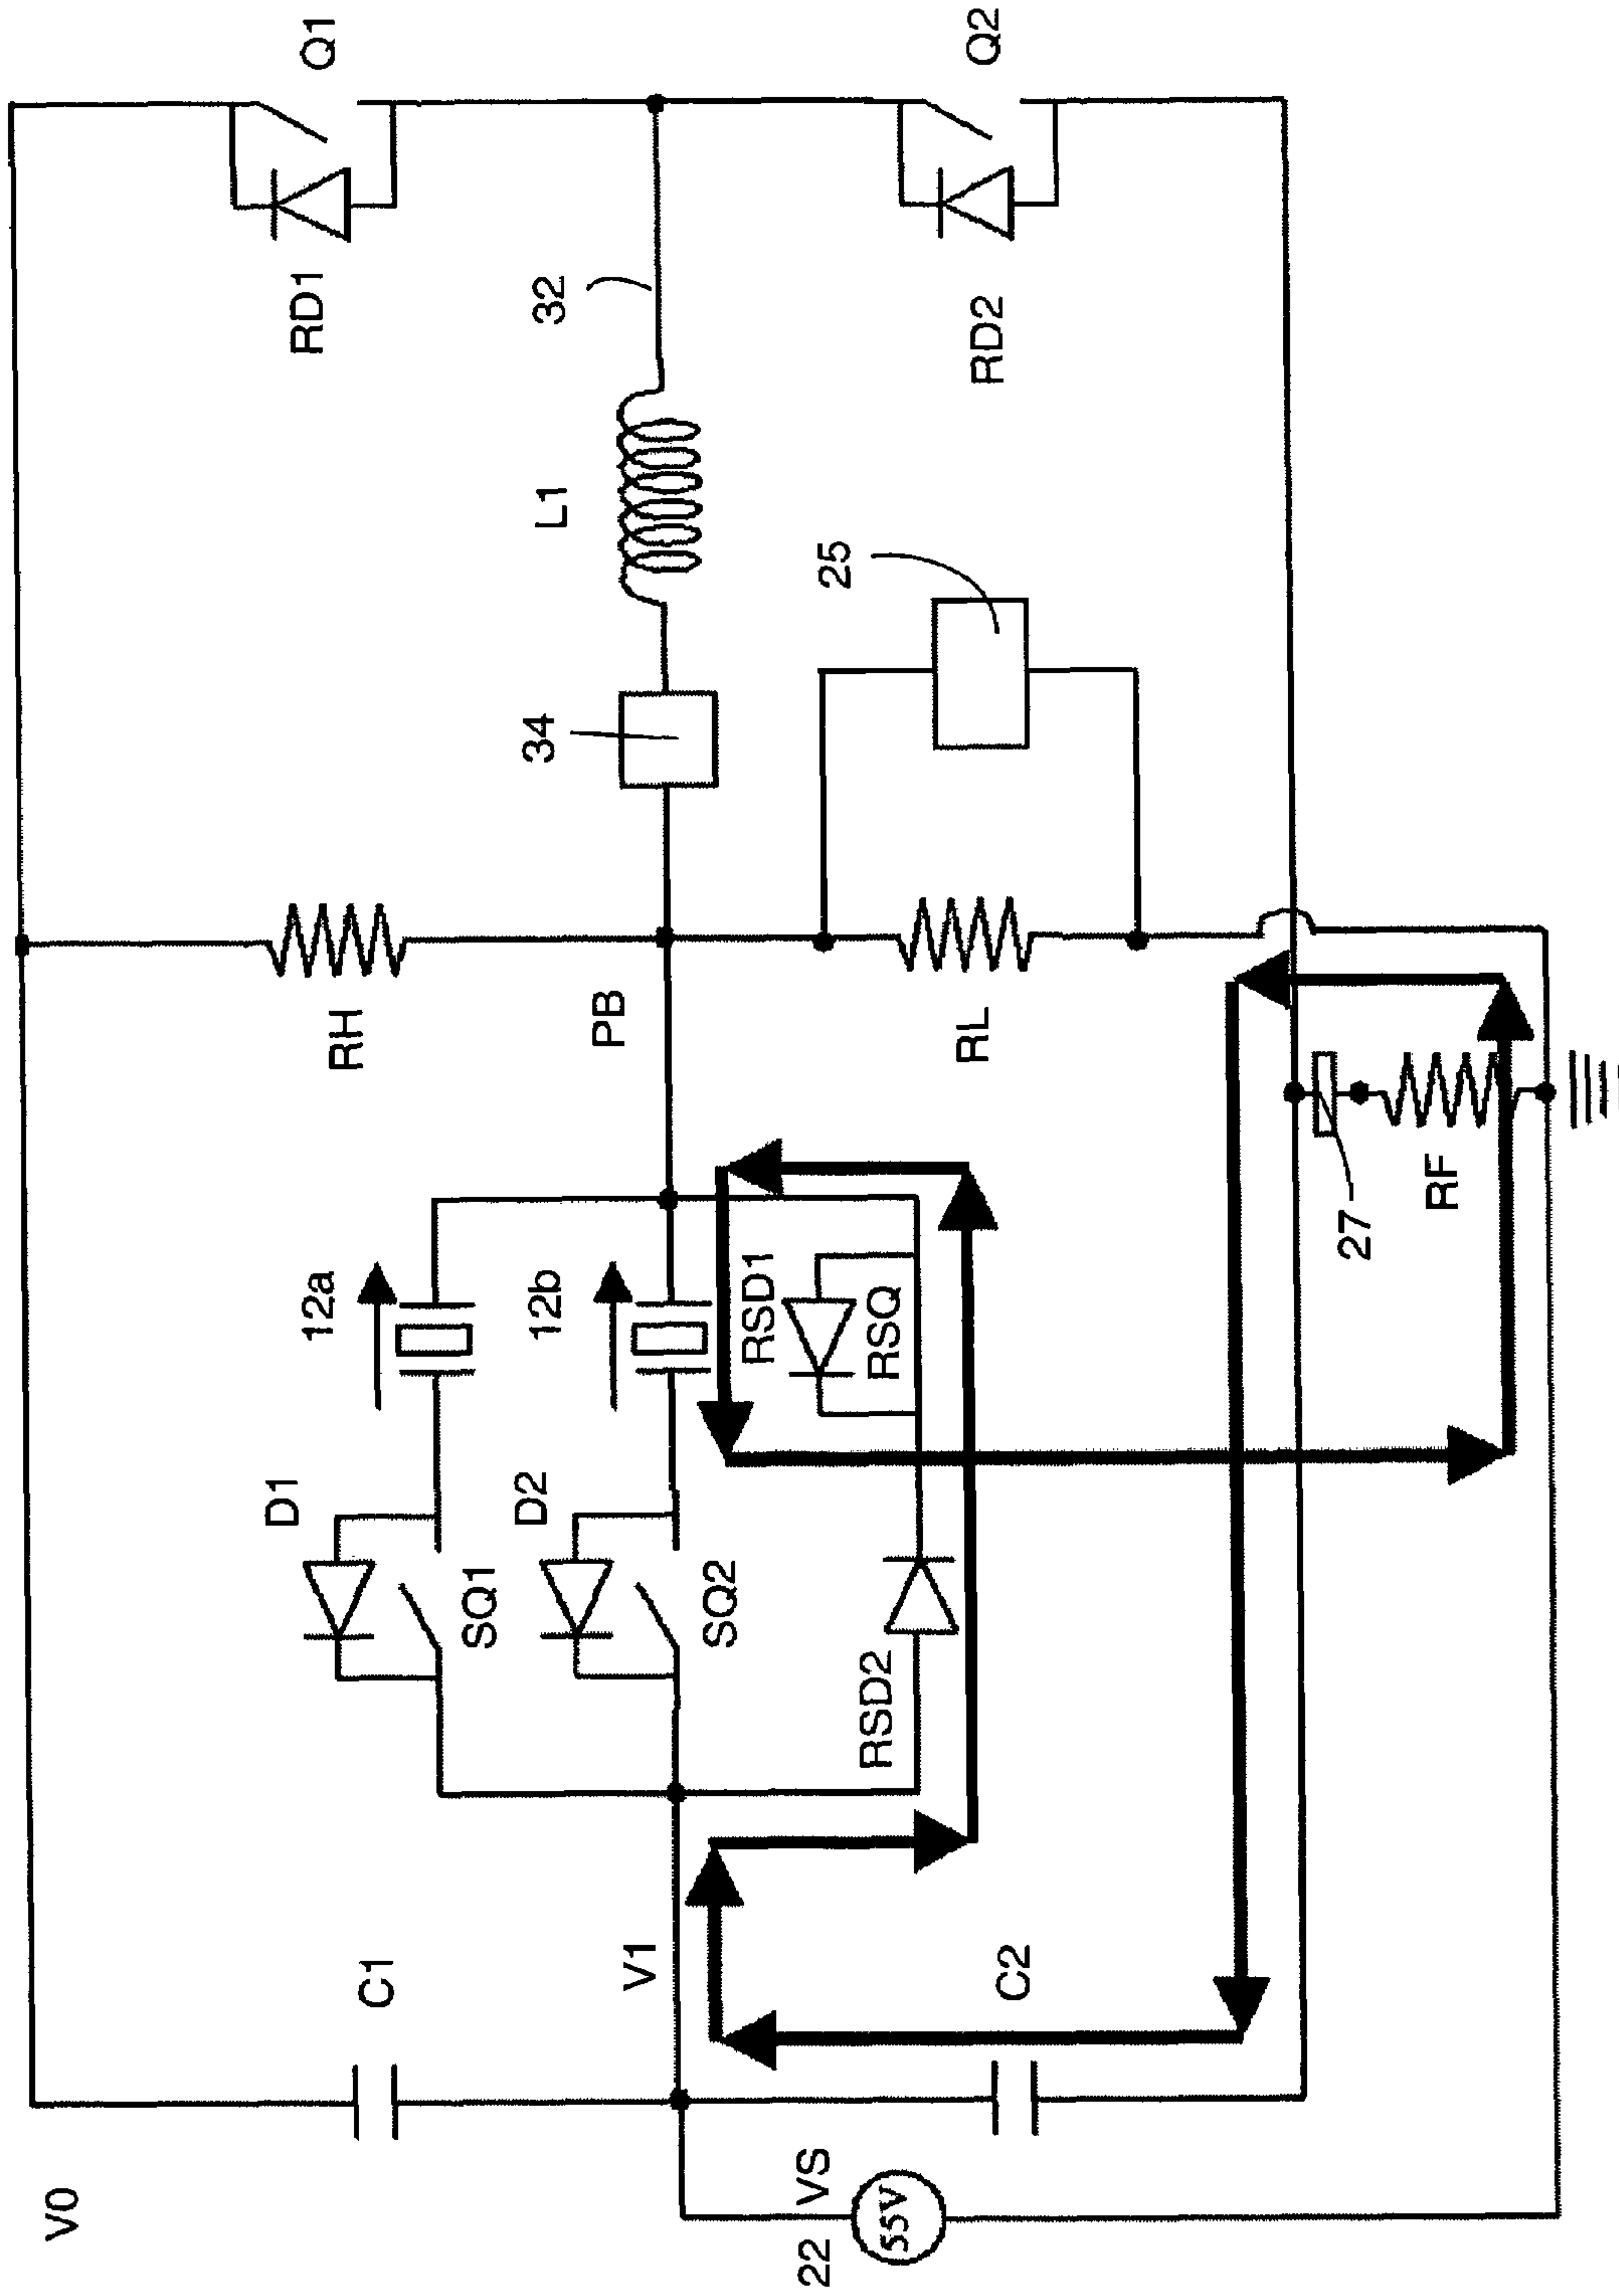 V0
D1
12a
RD1
Q1
RH
C1
SQ1
D2
12b
34
L1
32
PB
V1
SQ2
RSD1
22
VS
25
RSD2
RSQ
55V
RL
RD2
Q2
C2
27
RF